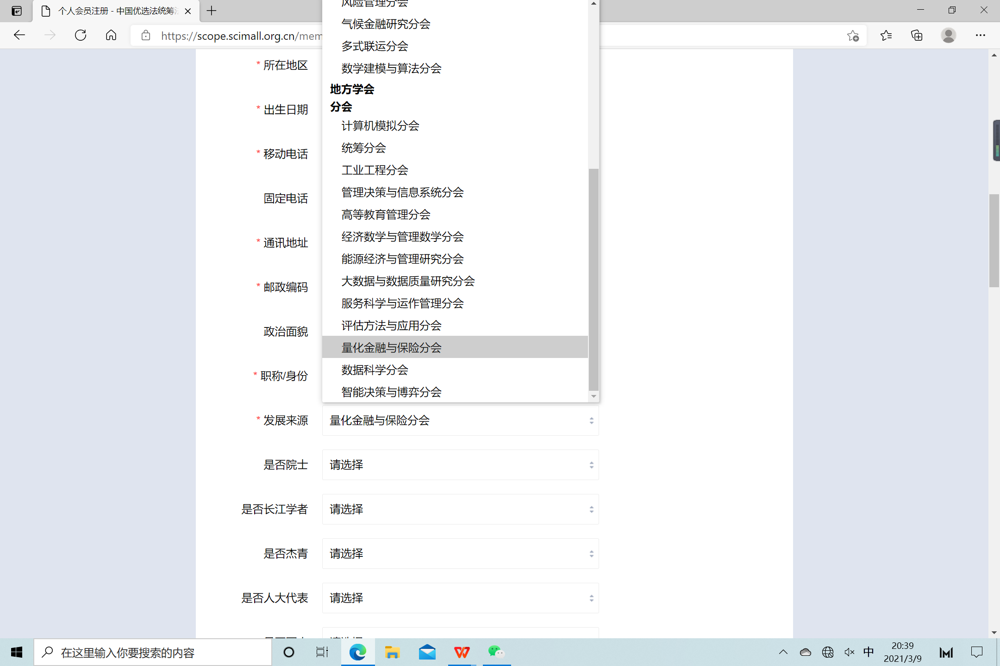 个人会员注册 - 中国优选法统筹
https://scope.scimall.org.cn/mem
风险管理分会
气候金融研究分会
多式联运分会
数学建模与算法分会
地方学会
分会
计算机模拟分会
统筹分会
工业工程分会
管理决策与信息系统分会
高等教育管理分会
经济数学与管理数学分会
能源经济与管理研究分会
大数据与数据质量研究分会
服务科学与运作管理分会
评估方法与应用分会
量化金融与保险分会
数据科学分会
智能决策与博弈分会
* 所在地区
* 出生日期
* 移动电话
固定电话
* 通讯地址
* 邮政编码
政治面貌
* 职称/身份
* 发展来源 量化金融与保险分会
是否院士 请选择
是否长江学者 请选择
是否杰青 请选择
是否人大代表 请选择
在这里输入你要搜索的内容
中
20:39
2021/3/9